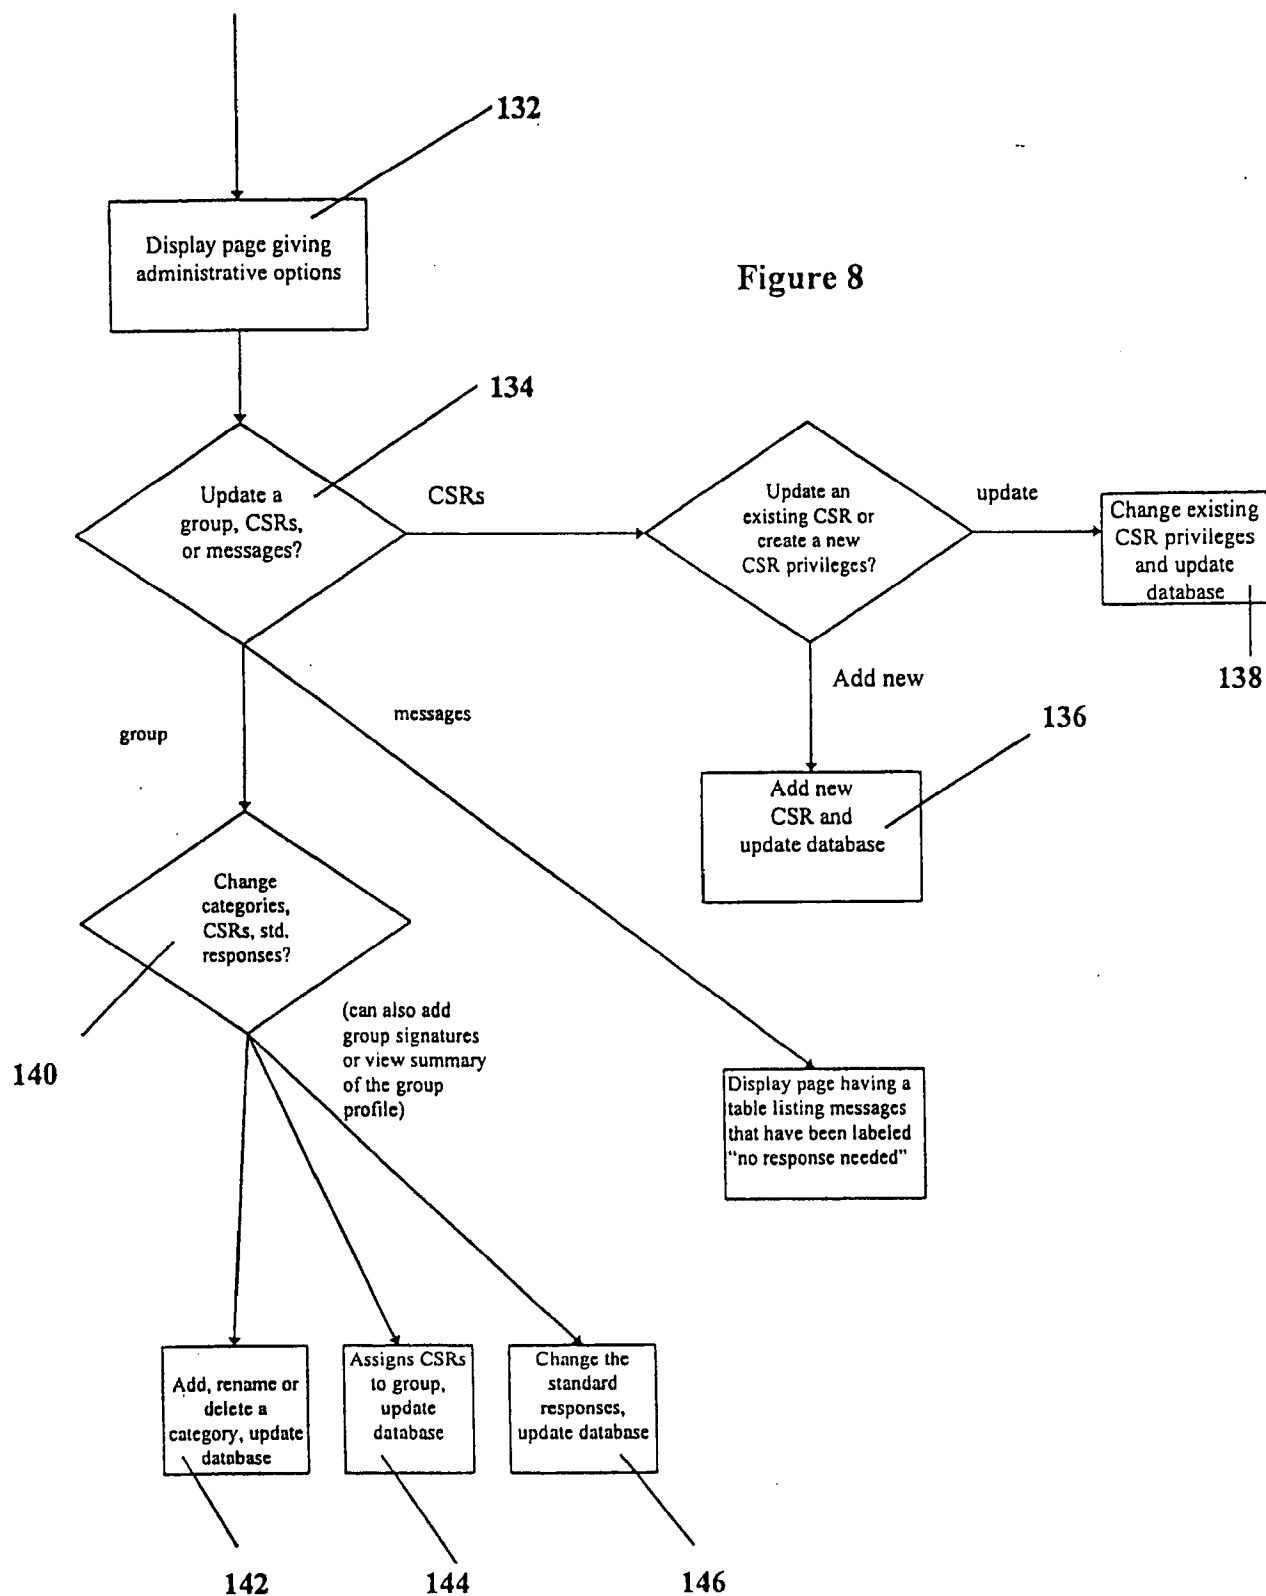 132
Display page giving
administrative options
Figure 8
134
Update a
group, CSRs,
or messages?
CSRs
Update an
existing CSR or
create a new
CSR privileges?
update
Change existing
CSR privileges
and update
database
138
Add new
136
Add new
CSR and
update database
messages
group
Change
categories,
CSRs, std.
responses?
140
(can also add
group signatures
or view summary
of the group
profile)
Display page having a
table listing messages
that have been labeled
“no response needed”
Add, rename or
delete a
category, update
database
Assigns CSRs
to group,
update
database
Change the
standard
responses,
update database
142
144
146